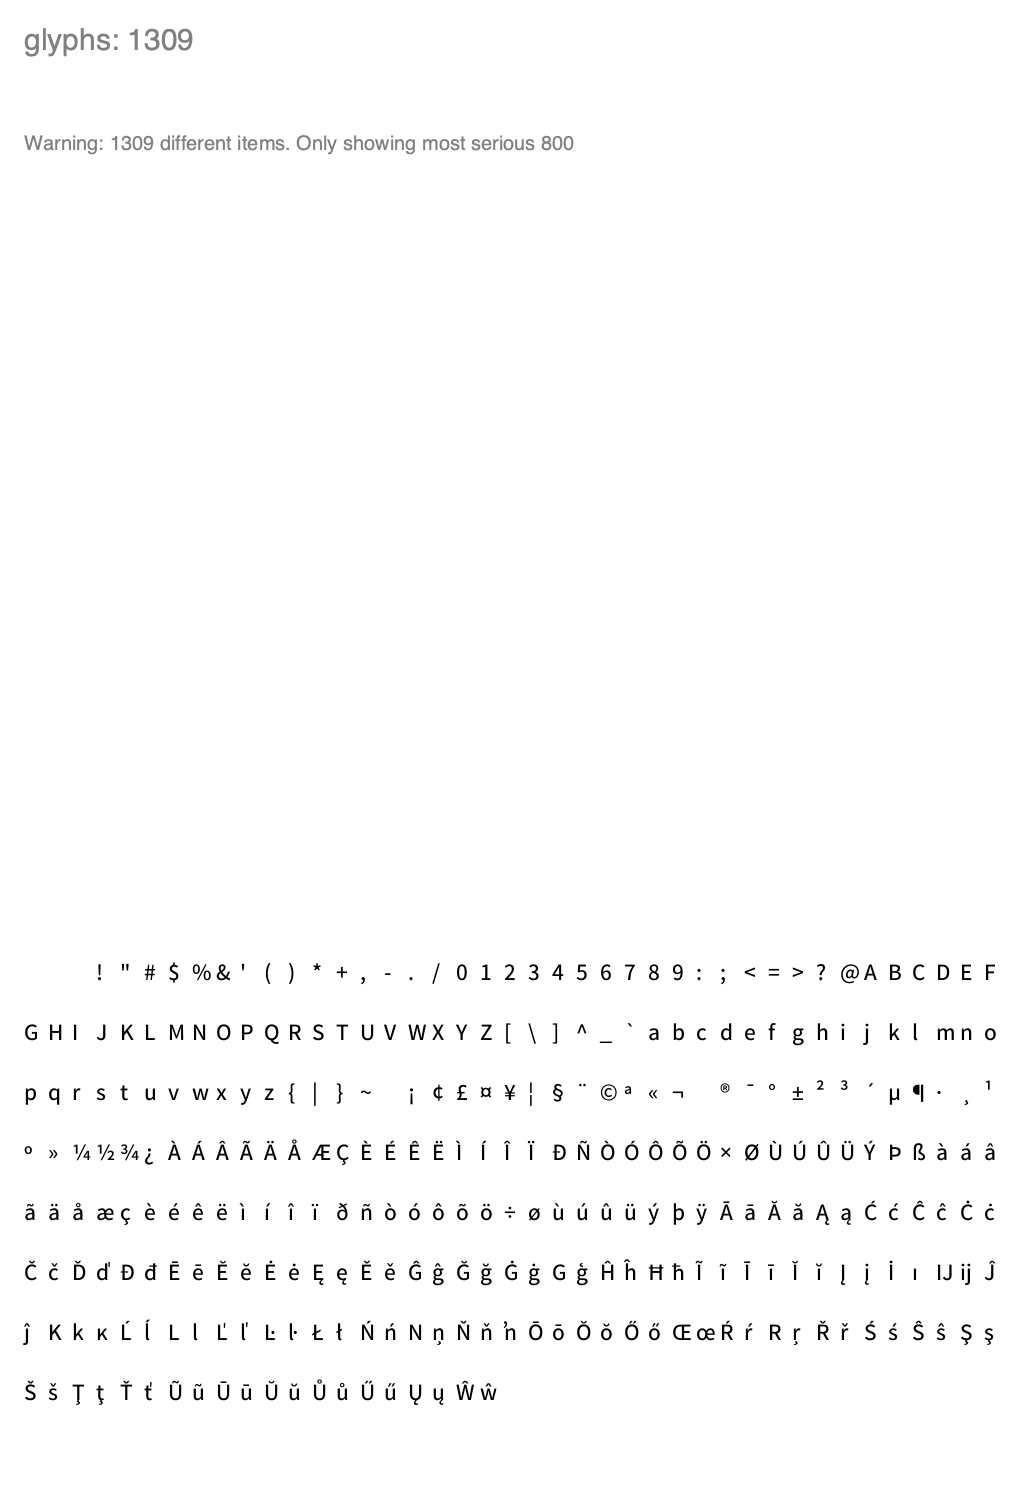 glyphs: 1309
Warning: 1309 different items. Only showing most serious 800
! " # $ % & ' ( ) * + , - . / 0 1 2 3 4 5 6 7 8 9 : ; < = > ? @ A B C D E F
G H I J K L M N O P Q R S T U V W X Y Z [ \ ] ^ _ ` a b c d e f g h i j k l m n o
p q r s t u v w x y z { | } ~ ¡ ¢ £ ¤ ¥ ¦ § ¨ © ª « ¬ ® ¯ ° ± ² ³ ´ µ ¶ · ¸ ¹
º » ¼ ½ ¾ ¿ À Á Â Ã Ä Å Æ Ç È É Ê Ë Ì Í Î Ï Ð Ñ Ò Ó Ô Õ Ö × Ø Ù Ú Û Ü Ý Þ ß à á â
ã ä å æ ç è é ê ë ì í î ï ð ñ ò ó ô õ ö ÷ ø ù ú û ü ý þ ÿ Ā ā Ă ă Ą ą Ć ć Ĉ ĉ Ċ ċ
Č č Ď ď Đ đ Ē ē Ĕ ĕ Ė ė Ę ę Ě ě Ĝ ĝ Ğ ğ Ġ ġ G ģ Ĥ ĥ Ħ ħ Ĩ ĩ Ī ī Ĭ ĭ Į į İ ı Ĳ ĳ Ĵ
ĵ K k ĸ Ĺ ĺ L l Ľ ľ Ŀ ŀ Ł ł Ń ń N ņ Ň ň ŉ Ō ō Ŏ ŏ Ő ő Œ œ Ŕ ŕ R ŗ Ř ř Ś ś Ŝ ŝ Ş ş
Š š Ţ ţ Ť ť Ũ ũ Ū ū Ŭ ŭ Ů ů Ű ű Ų ų Ŵ ŵ